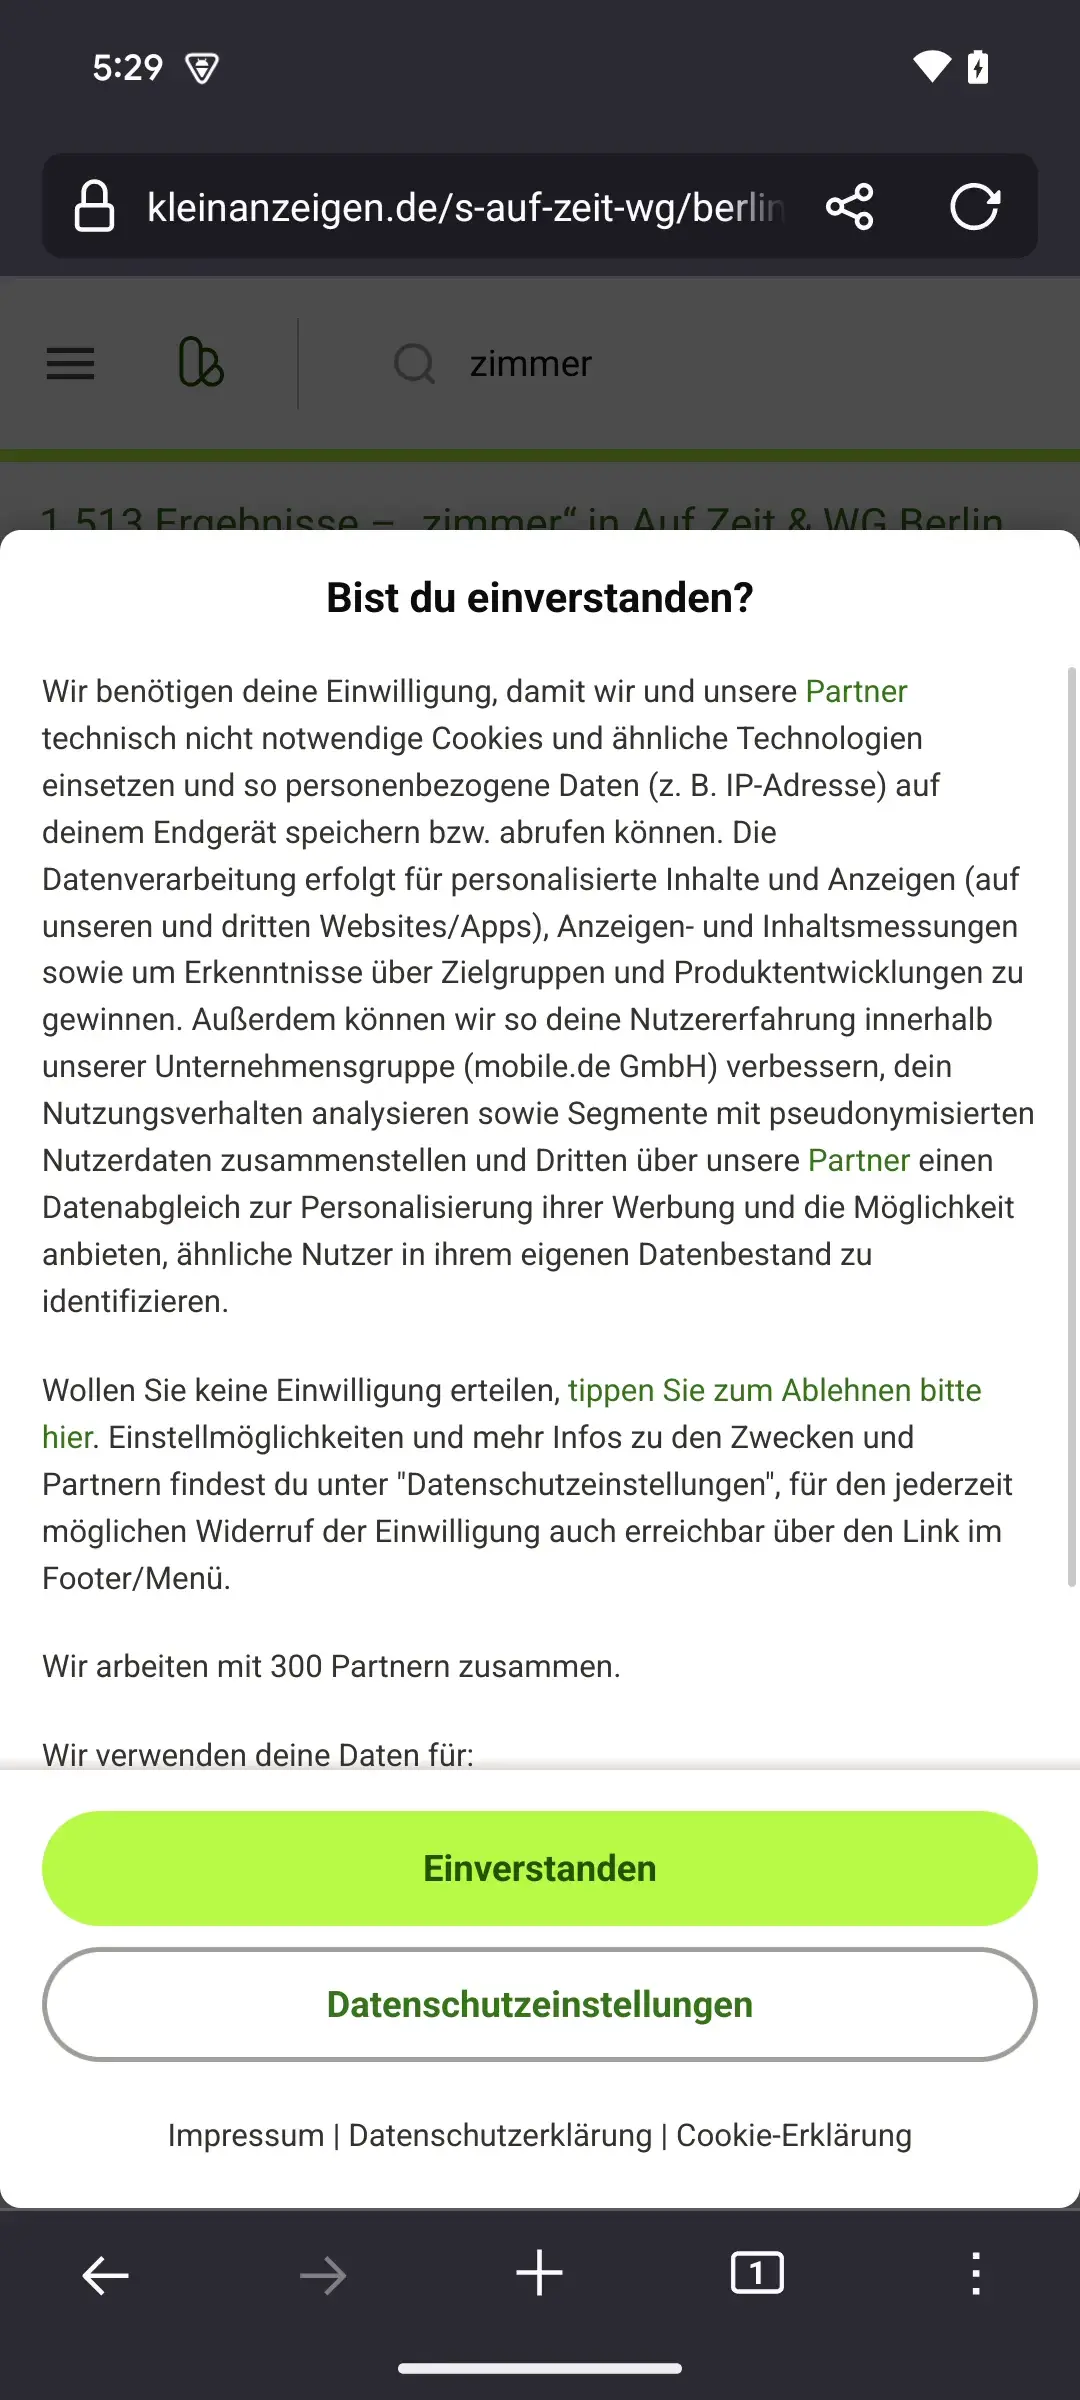 5:29
kleinanzeigen.de/s-auf-zeit-wg/berlin
zimmer
1.513 Ergebnisse – „zimmer“ in Auf Zeit & WG Berlin
Bist du einverstanden?
Wir benötigen deine Einwilligung, damit wir und unsere Partner
technisch nicht notwendige Cookies und ähnliche Technologien
einsetzen und so personenbezogene Daten (z. B. IP-Adresse) auf
deinem Endgerät speichern bzw. abrufen können. Die
Datenverarbeitung erfolgt für personalisierte Inhalte und Anzeigen (auf
unseren und dritten Websites/Apps), Anzeigen- und Inhaltsmessungen
sowie um Erkenntnisse über Zielgruppen und Produktentwicklungen zu
gewinnen. Außerdem können wir so deine Nutzererfahrung innerhalb
unserer Unternehmensgruppe (mobile.de GmbH) verbessern, dein
Nutzungsverhalten analysieren sowie Segmente mit pseudonymisierten
Nutzerdaten zusammenstellen und Dritten über unsere Partner einen
Datenabgleich zur Personalisierung ihrer Werbung und die Möglichkeit
anbieten, ähnliche Nutzer in ihrem eigenen Datenbestand zu
identifizieren.
Wollen Sie keine Einwilligung erteilen, tippen Sie zum Ablehnen bitte
hier. Einstellmöglichkeiten und mehr Infos zu den Zwecken und
Partnern findest du unter "Datenschutzeinstellungen", für den jederzeit
möglichen Widerruf der Einwilligung auch erreichbar über den Link im
Footer/Menü.
Wir arbeiten mit 300 Partnern zusammen.
Wir verwenden deine Daten für:
Einverstanden
Datenschutzeinstellungen
Impressum | Datenschutzerklärung | Cookie-Erklärung
1